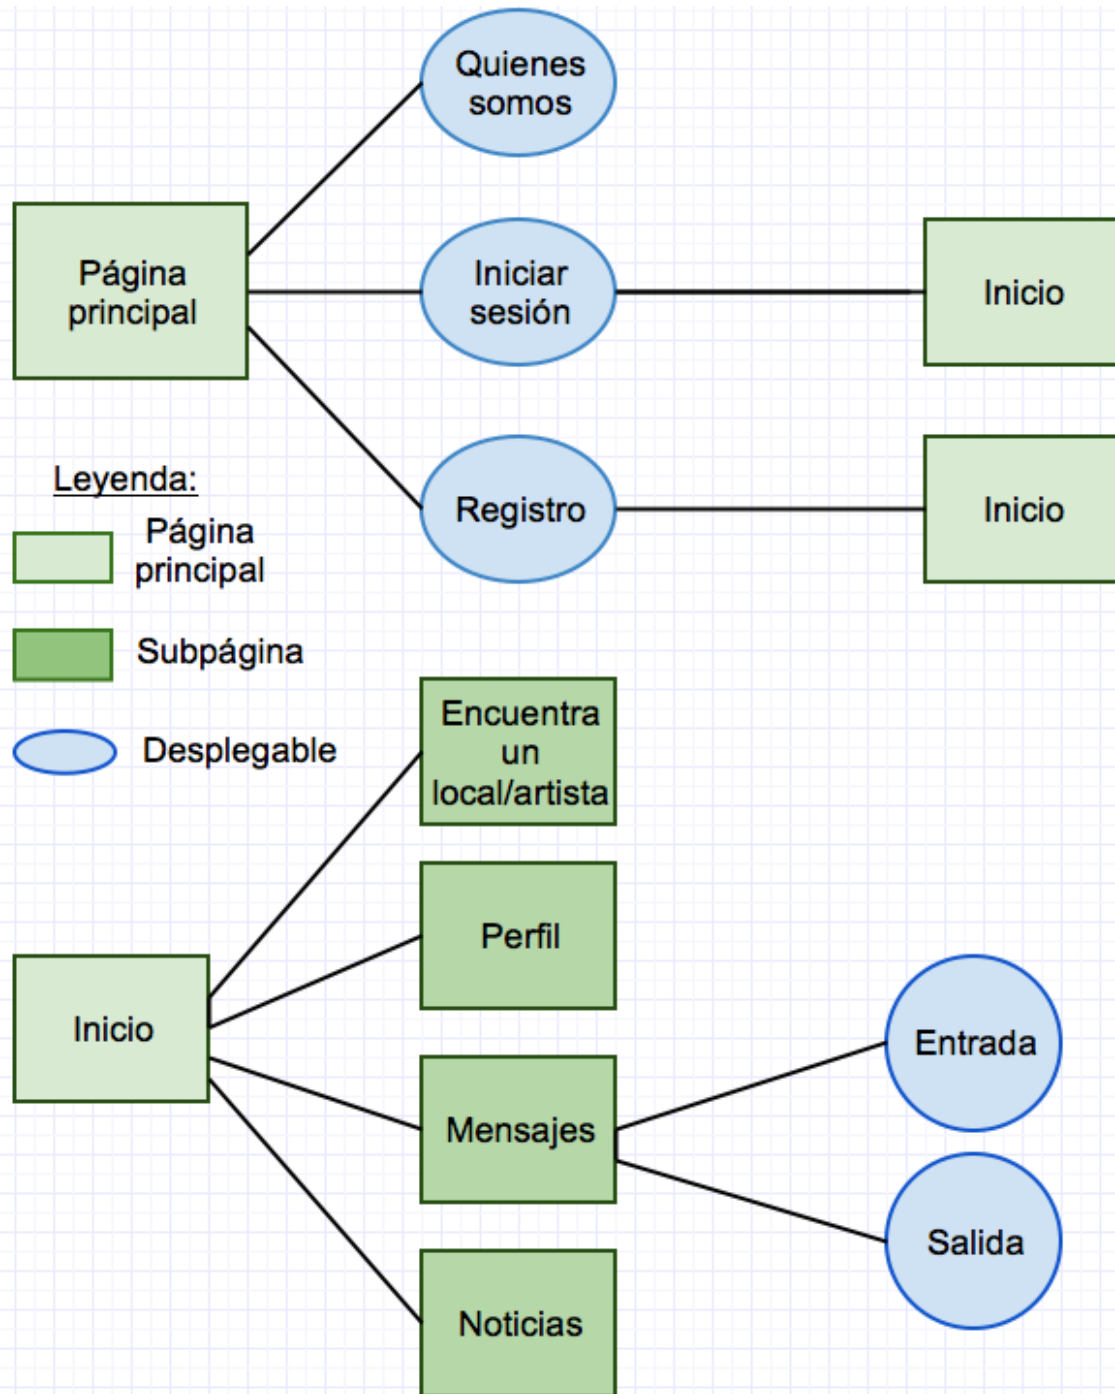 Quienes
somos
Página
principal
Iniciar
sesión
Inicio
Registro
Inicio
Leyenda:
Página
principal
Subpágina
Desplegable
Encuentra
un
local/artista
Perfil
Inicio
Mensajes
Entrada
Salida
Noticias